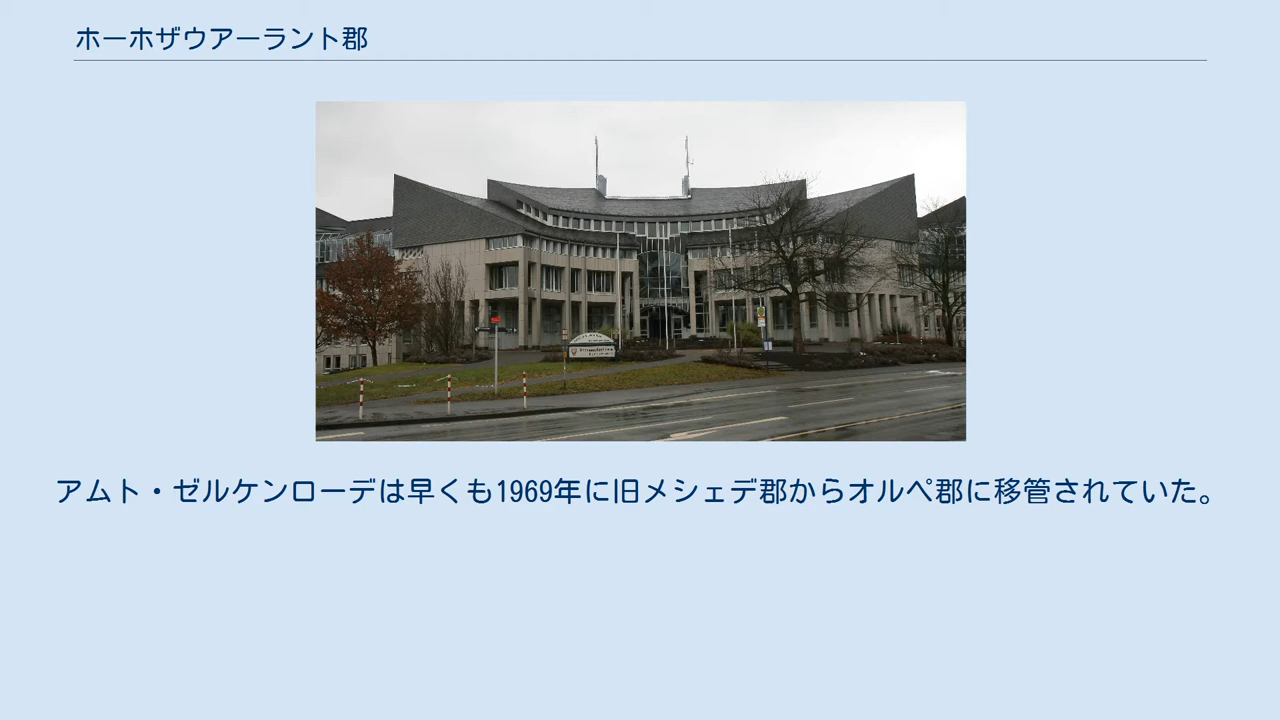 ホーホザウアーラント郡
アムト・ゼルケンローデは早くも1969年に旧メシェデ郡からオルペ郡に移管されていた。